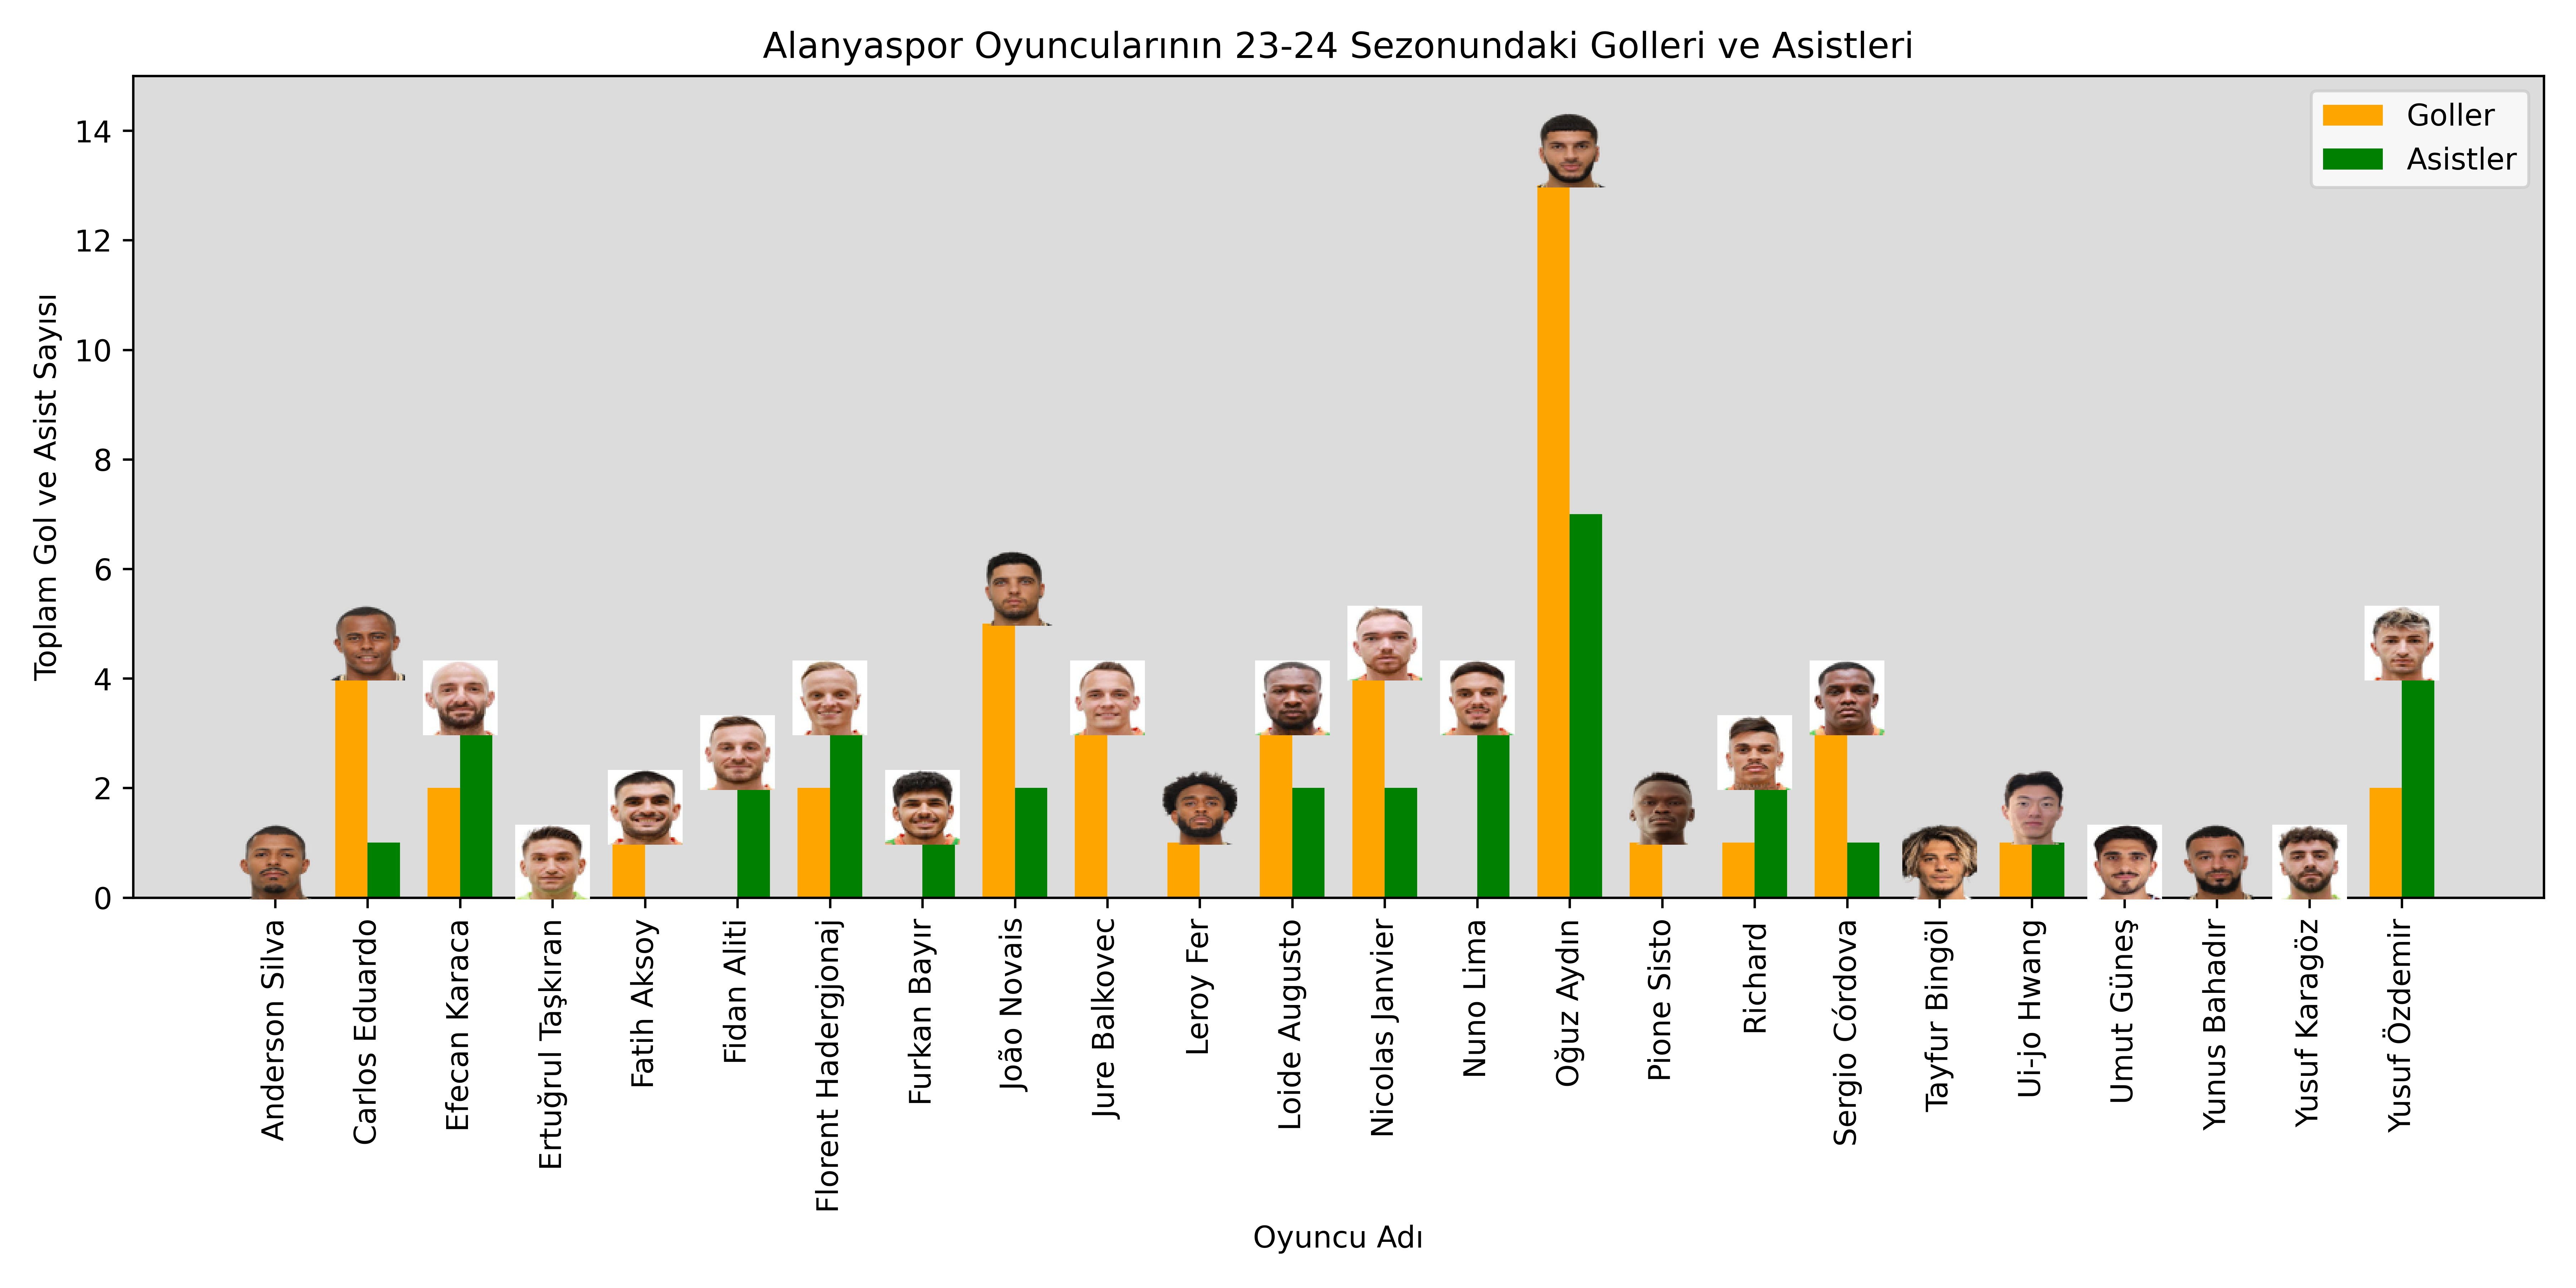 Alanyaspor Oyuncularının 23-24 Sezonundaki Golleri ve Asistleri
Goller
Asistler
Toplam Gol ve Asist Sayısı
14
12
10
8
6
4
2
0
Anderson Silva
Carlos Eduardo
Efecan Karaca
Ertuğrul Taşkıran
Fatih Aksoy
Fidan Aliti
Florent Hadergjonaj
Furkan Bayır
João Novais
Jure Balkovec
Leroy Fer
Loide Augusto
Nicolas Janvier
Nuno Lima
Oğuz Aydın
Pione Sisto
Richard
Sergio Córdova
Tayfur Bingöl
Ui-jo Hwang
Umut Güneş
Yunus Bahadır
Yusuf Karagöz
Yusuf Özdemir
Oyuncu Adı